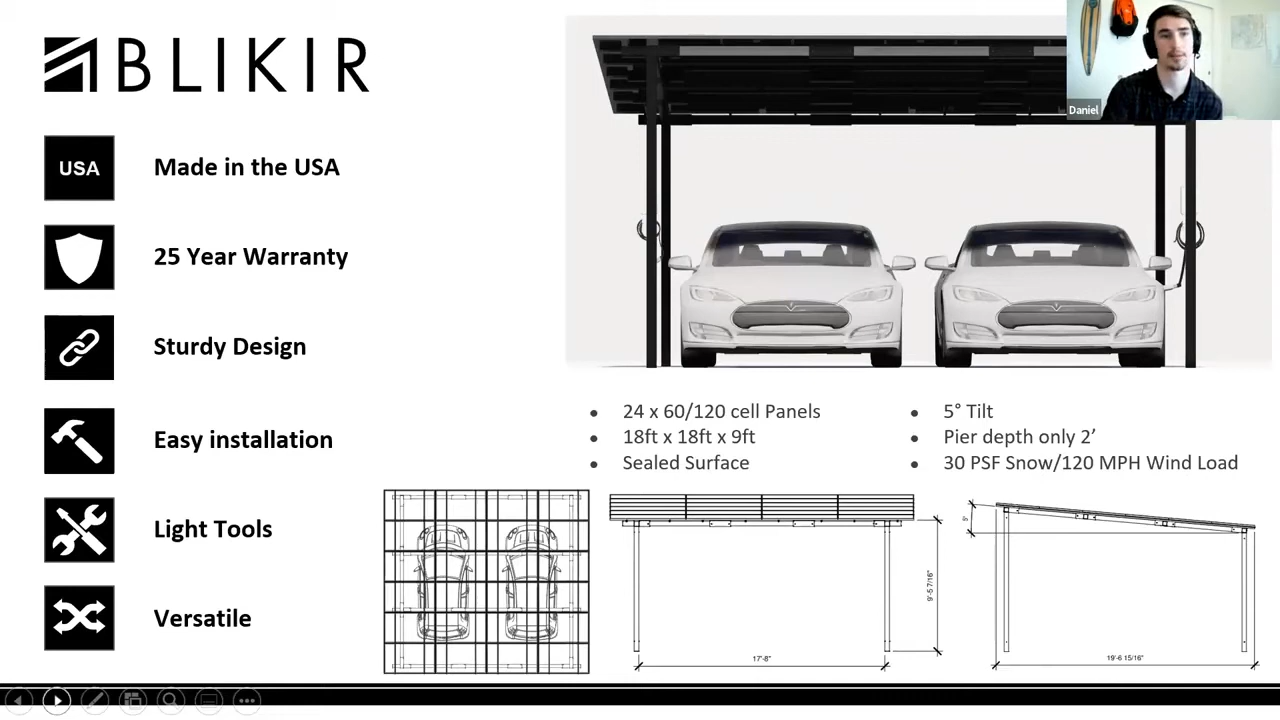 BLIKIR
Daniel
USA
Made in the USA
25 Year Warranty
Sturdy Design
Easy installation
Light Tools
Versatile
• 24 x 60/120 cell Panels
• 18ft x 18ft x 9ft
• Sealed Surface
• 5° Tilt
• Pier depth only 2’
• 30 PSF Snow/120 MPH Wind Load
9'-5 7/16"
17'-8"
5°
19'-6 15/16"